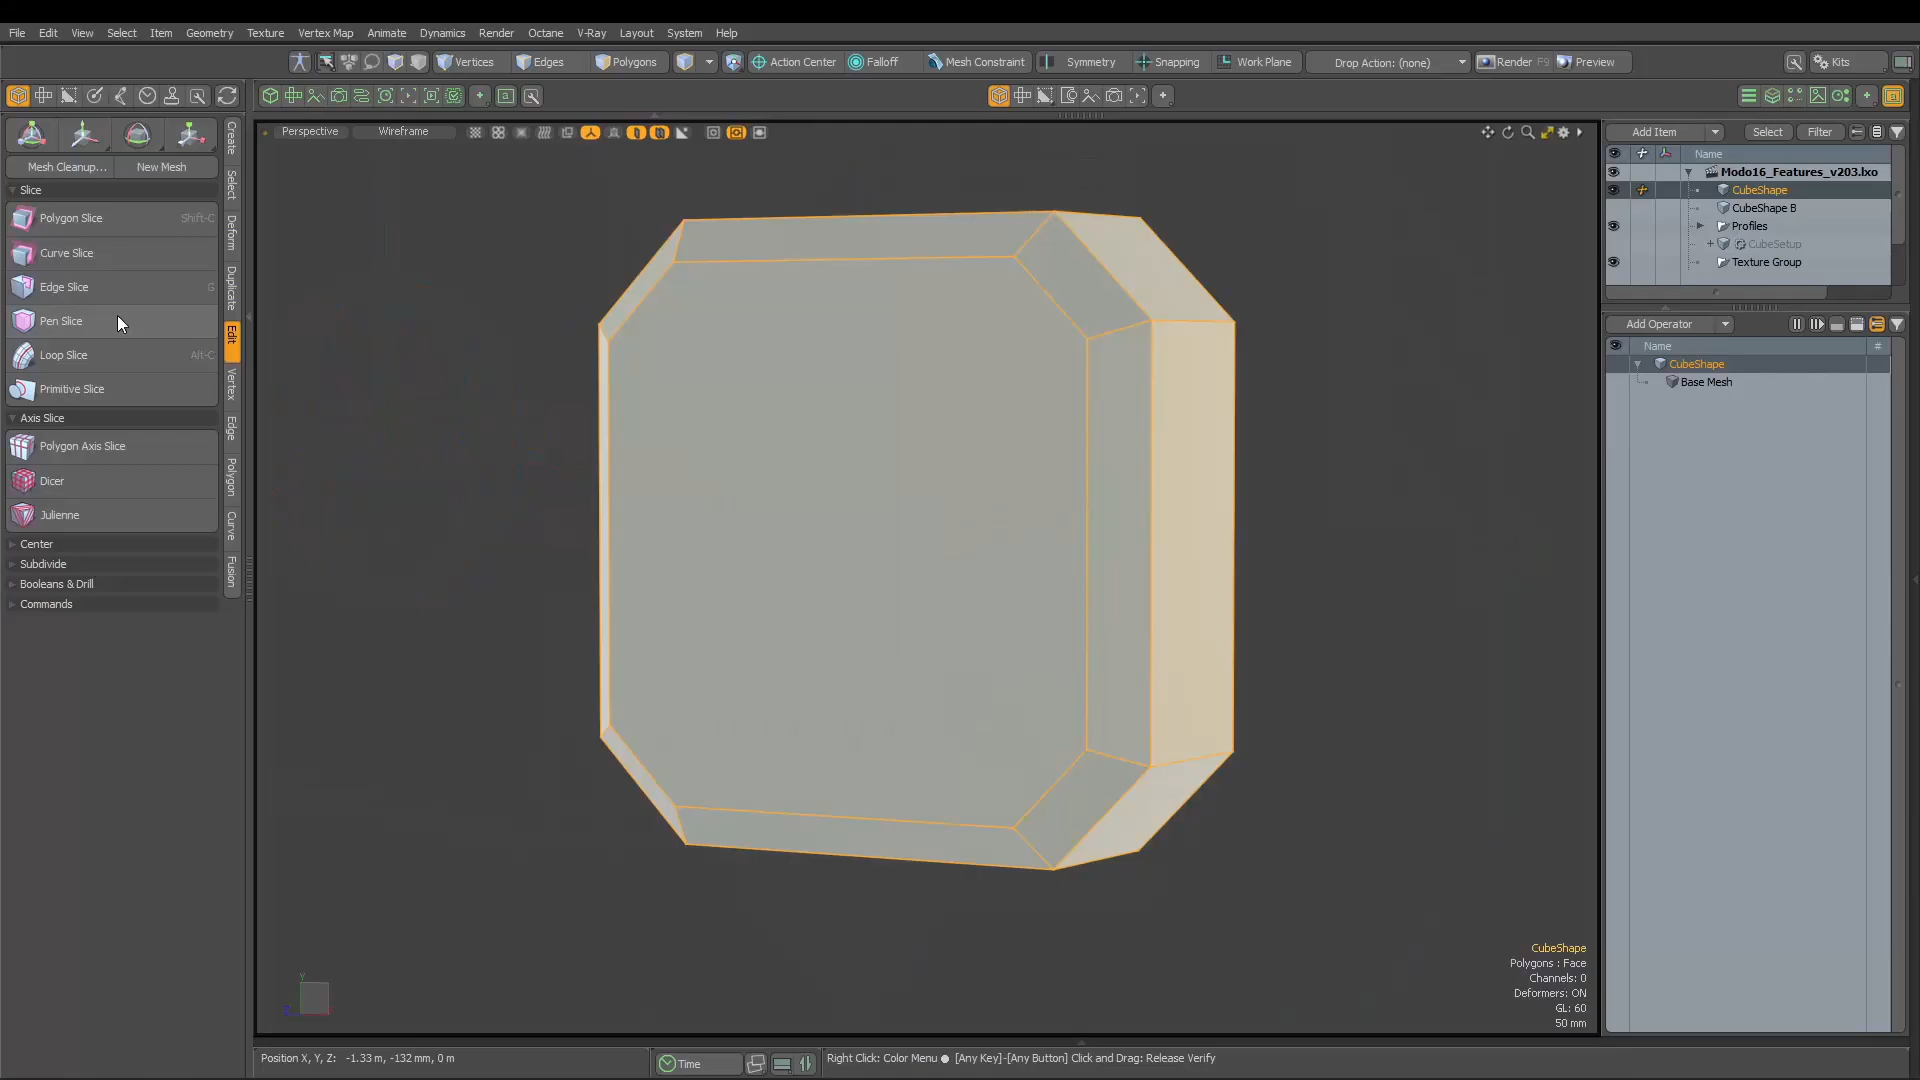 File Edit View Select Item Geometry Texture Vertex Map Animate Dynamics Render Octane V-Ray Layout System Help
Vertices Edges Polygons Action Center Falloff Mesh Constraint Symmetry Snapping Work Plane Drop Action: (none) Render F9 Preview Kits
Perspective Wireframe
Mesh Cleanup... New Mesh
Slice
Polygon Slice Shift-C
Curve Slice
Edge Slice G
Pen Slice
Loop Slice Alt-C
Primitive Slice
Axis Slice
Polygon Axis Slice
Dicer
Julienne
Center
Subdivide
Booleans & Drill
Commands
Create
Select
Deform
Duplicate
Edit
Vertex
Edge
Polygon
Curve
Fusion
Add Item Select Filter
Name
Modo16_Features_v203.lxo
CubeShape
CubeShape B
Profiles
CubeSetup
Texture Group
Add Operator
Name #
CubeShape
Base Mesh
CubeShape
Polygons : Face
Channels: 0
Deformers: ON
GL: 60
50 mm
Y
Position X, Y, Z: -1.33 m, -132 mm, 0 m
Time
Right Click: Color Menu ● [Any Key]-[Any Button] Click and Drag: Release Verify